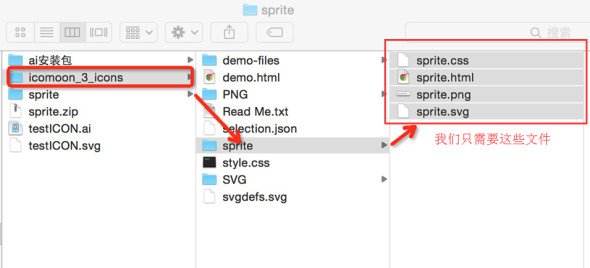 sprite
搜索
ai安装包
icomoon_3_icons
sprite
sprite.zip
testICON.ai
testICON.svg
demo-files
demo.html
PNG
Read Me.txt
selection.json
sprite
style.css
SVG
svgdefs.svg
sprite.css
sprite.html
sprite.png
sprite.svg
我们只需要这些文件